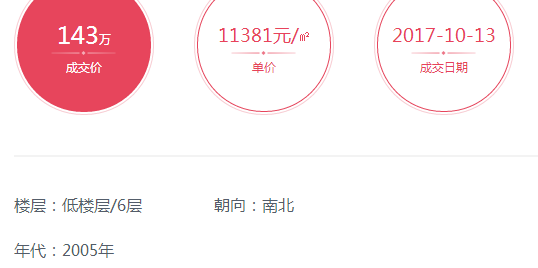 143万
成交价
11381元/㎡
单价
2017-10-13
成交日期
楼层：低楼层/6层
朝向：南北
年代：2005年